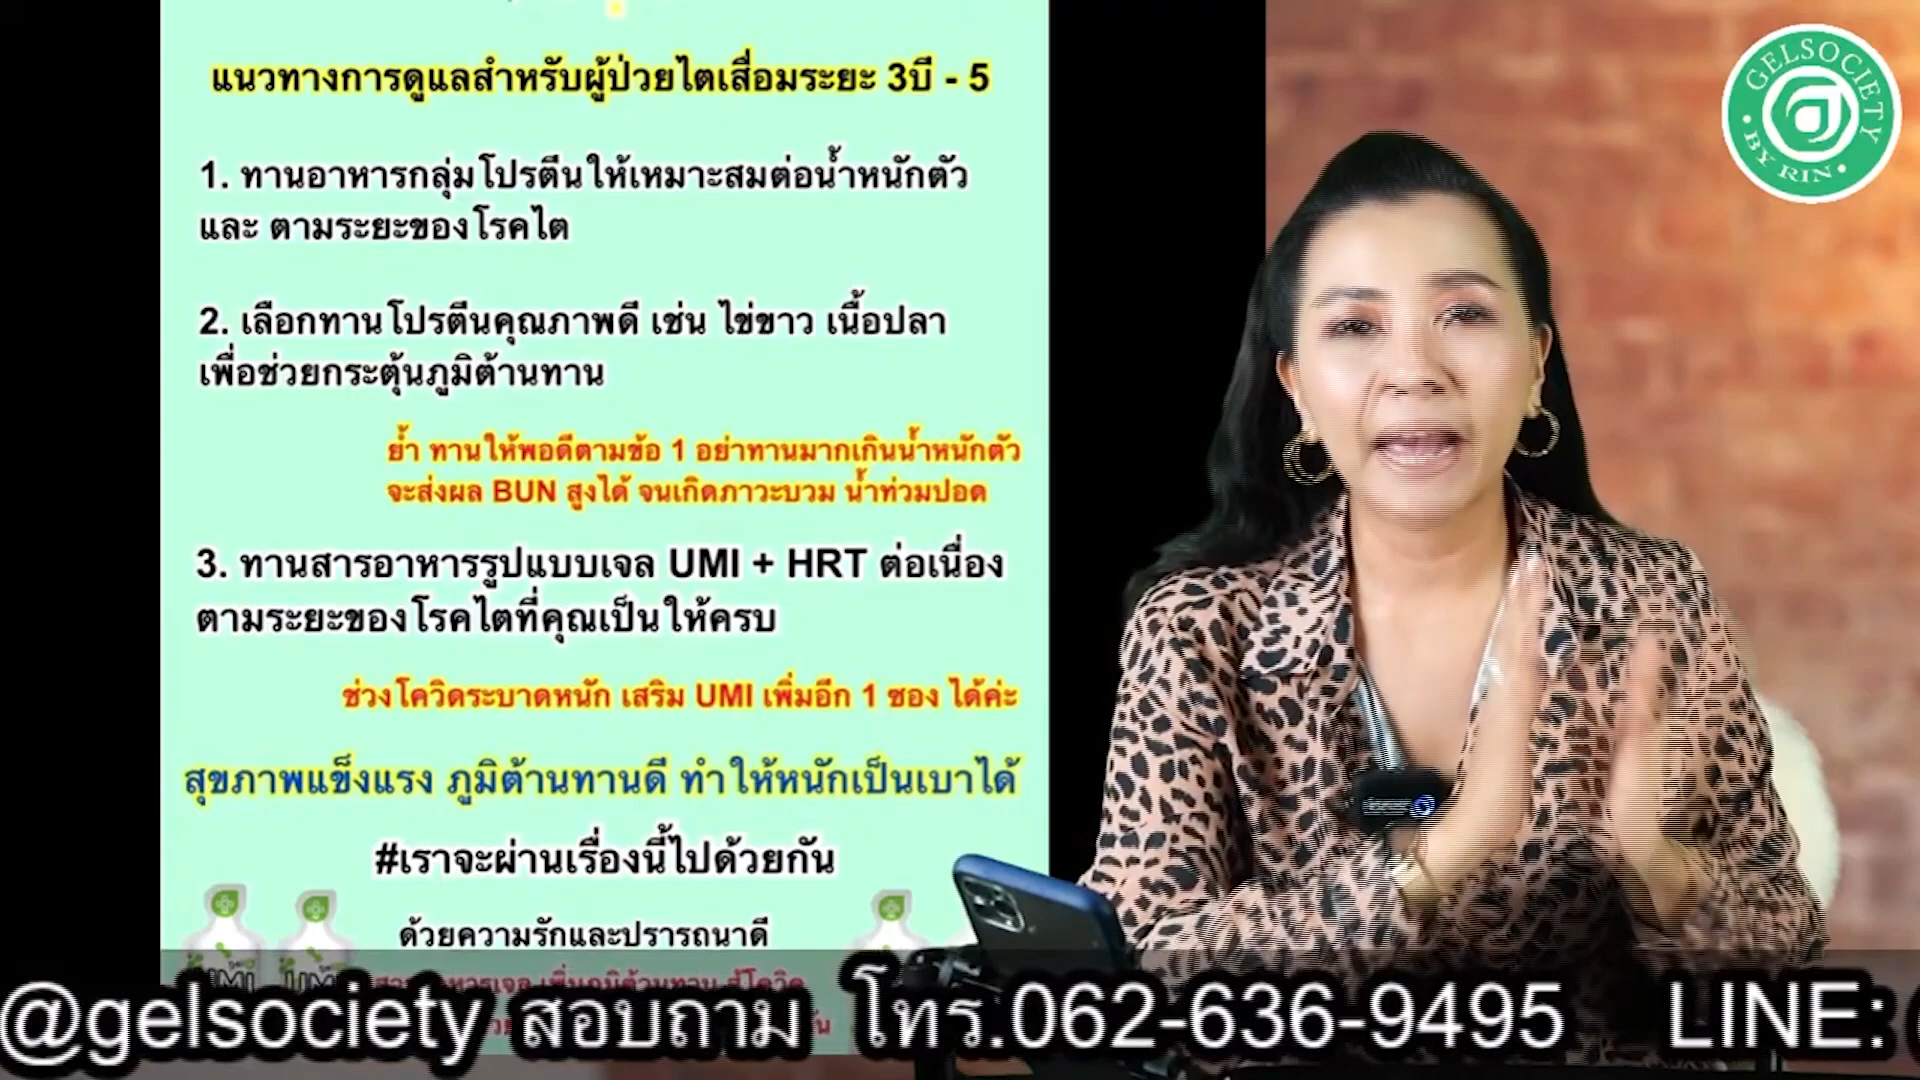 แนวทางการดูแลสำหรับผู้ป่วยไตเสื่อมระยะ 3บี - 5
1. ทานอาหารกลุ่มโปรตีนให้เหมาะสมต่อน้ำหนักตัว
และ ตามระยะของโรคไต
2. เลือกทานโปรตีนคุณภาพดี เช่น ไข่ขาว เนื้อปลา
เพื่อช่วยกระตุ้นภูมิต้านทาน
ย้ำ ทานให้พอดีตามข้อ 1 อย่าทานมากเกินน้ำหนักตัว
จะส่งผล BUN สูงได้ จนเกิดภาวะบวม น้ำท่วมปอด
3. ทานสารอาหารรูปแบบเจล UMI + HRT ต่อเนื่อง
ตามระยะของโรคไตที่คุณเป็นให้ครบ
ช่วงโควิดระบาดหนัก เสริม UMI เพิ่มอีก 1 ซอง ได้ค่ะ
สุขภาพแข็งแรง ภูมิต้านทานดี ทำให้หนักเป็นเบาได้
#เราจะผ่านเรื่องนี้ไปด้วยกัน
ด้วยความรักและปรารถนาดี
UMI UMI
@gelsociety สอบถาม โทร.062-636-9495 LINE:
GELSOCIETY
BY RIN